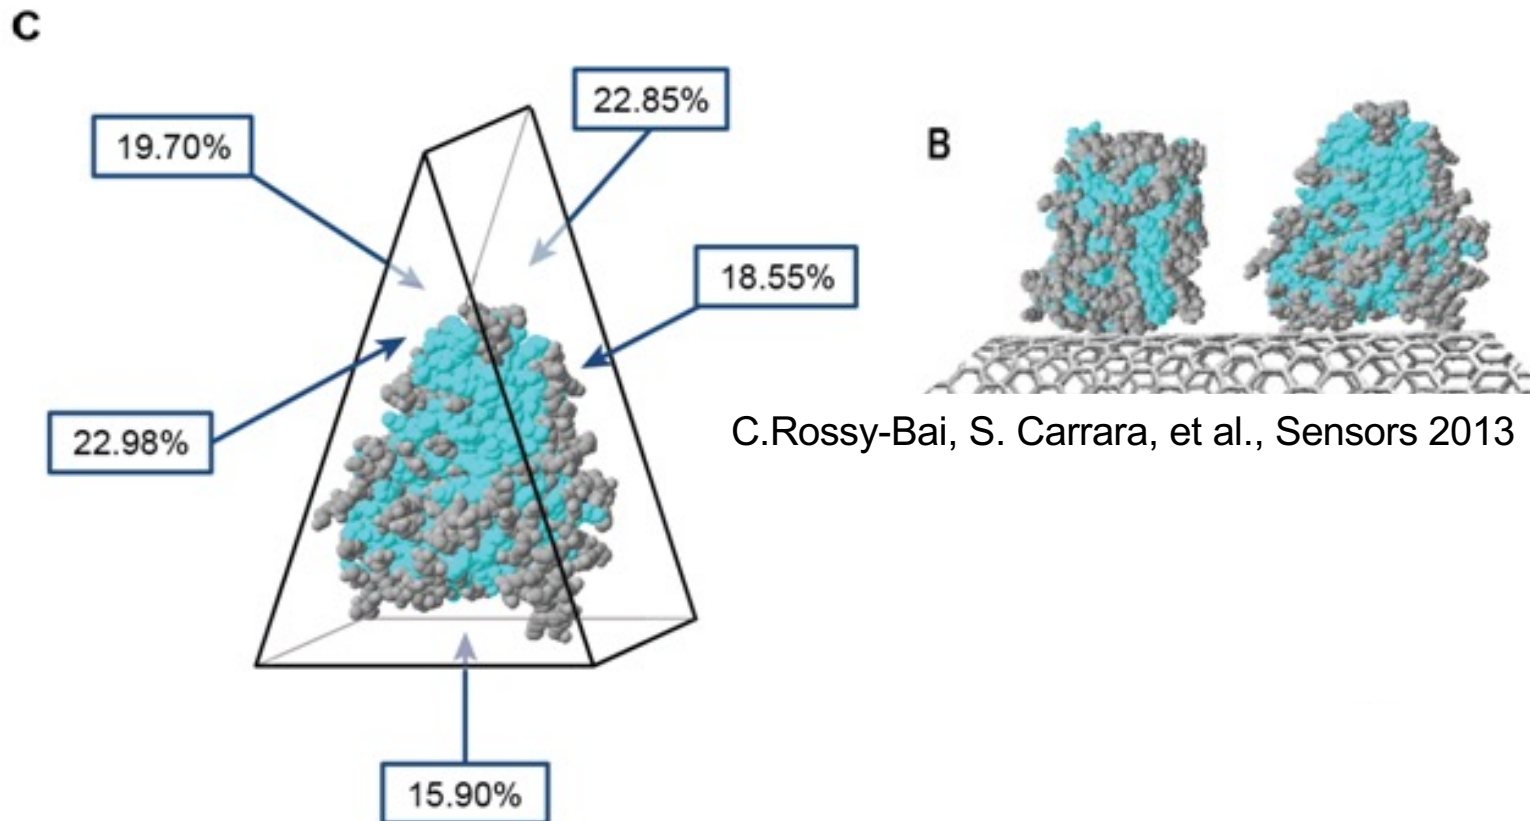 C
22.85%
19.70%
B
18.55%
22.98%
C.Rossy-Bai, S. Carrara, et al., Sensors 2013
15.90%